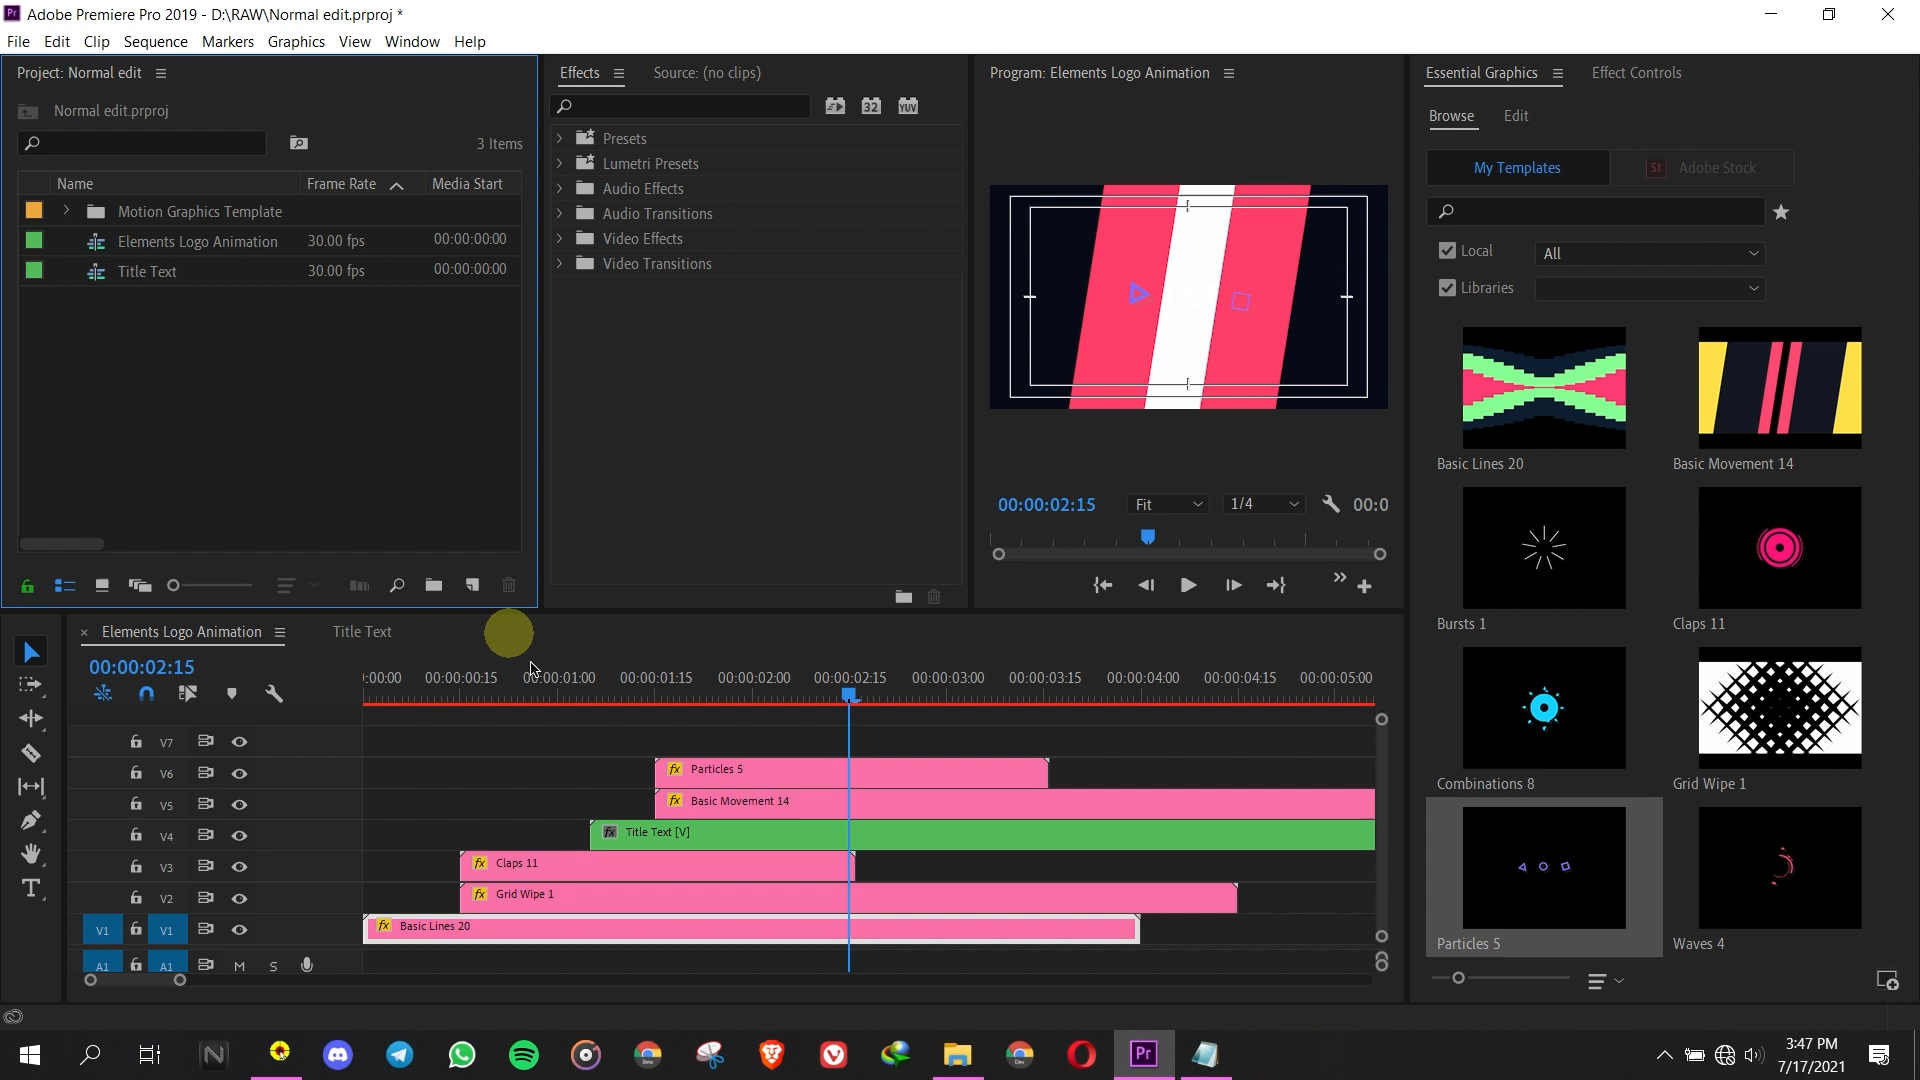 Adobe Premiere Pro 2019 - D:\RAW\Normal edit.prproj *
File Edit Clip Sequence Markers Graphics View Window Help
Project: Normal edit
Normal edit.prproj
3 Items
Name Frame Rate Media Start
Motion Graphics Template
Elements Logo Animation 30.00 fps 00:00:00:00
Title Text 30.00 fps 00:00:00:00
Effects Source: (no clips)
32 YUV
Presets
Lumetri Presets
Audio Effects
Audio Transitions
Video Effects
Video Transitions
Program: Elements Logo Animation
00:00:02:15 Fit 1/4 00:0
Essential Graphics Effect Controls
Browse Edit
My Templates St Adobe Stock
Local All
Libraries
Basic Lines 20 Basic Movement 14
Bursts 1 Claps 11
Combinations 8 Grid Wipe 1
Particles 5 Waves 4
× Elements Logo Animation Title Text
00:00:02:15
:00:00 00:00:00:15 00:00:01:00 00:00:01:15 00:00:02:00 00:00:02:15 00:00:03:00 00:00:03:15 00:00:04:00 00:00:04:15 00:00:05:00
V7
V6 fx Particles 5
V5 fx Basic Movement 14
V4 fx Title Text [V]
V3 fx Claps 11
V2 fx Grid Wipe 1
V1 V1 fx Basic Lines 20
A1 A1 M S
T
Pr
3:47 PM
7/17/2021